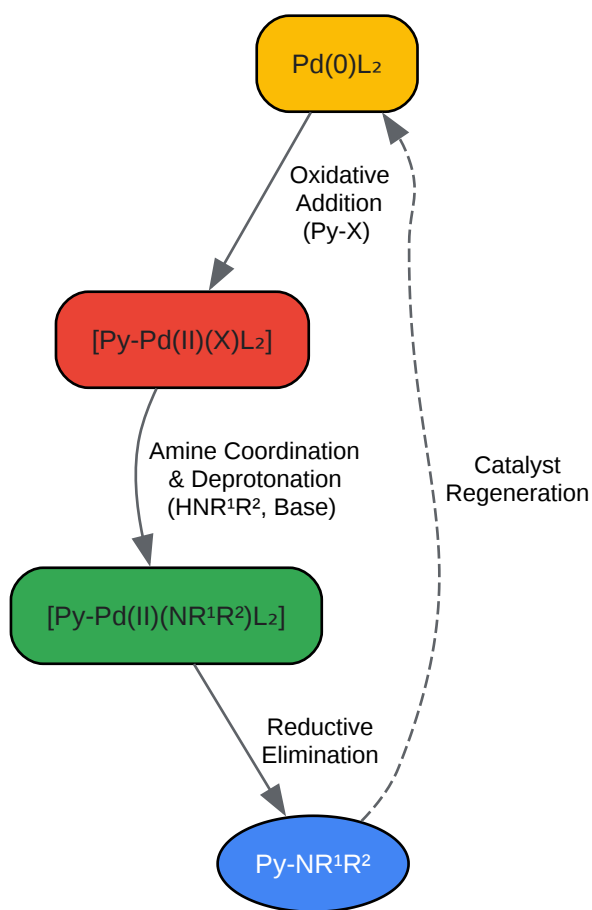 Pd(0)L₂
Oxidative
Addition
(Py-X)
[Py-Pd(II)(X)L₂]
Amine Coordination
& Deprotonation
(HNR¹R², Base)
Catalyst
Regeneration
[Py-Pd(II)(NR¹R²)L₂]
Reductive
Elimination
Py-NR¹R²